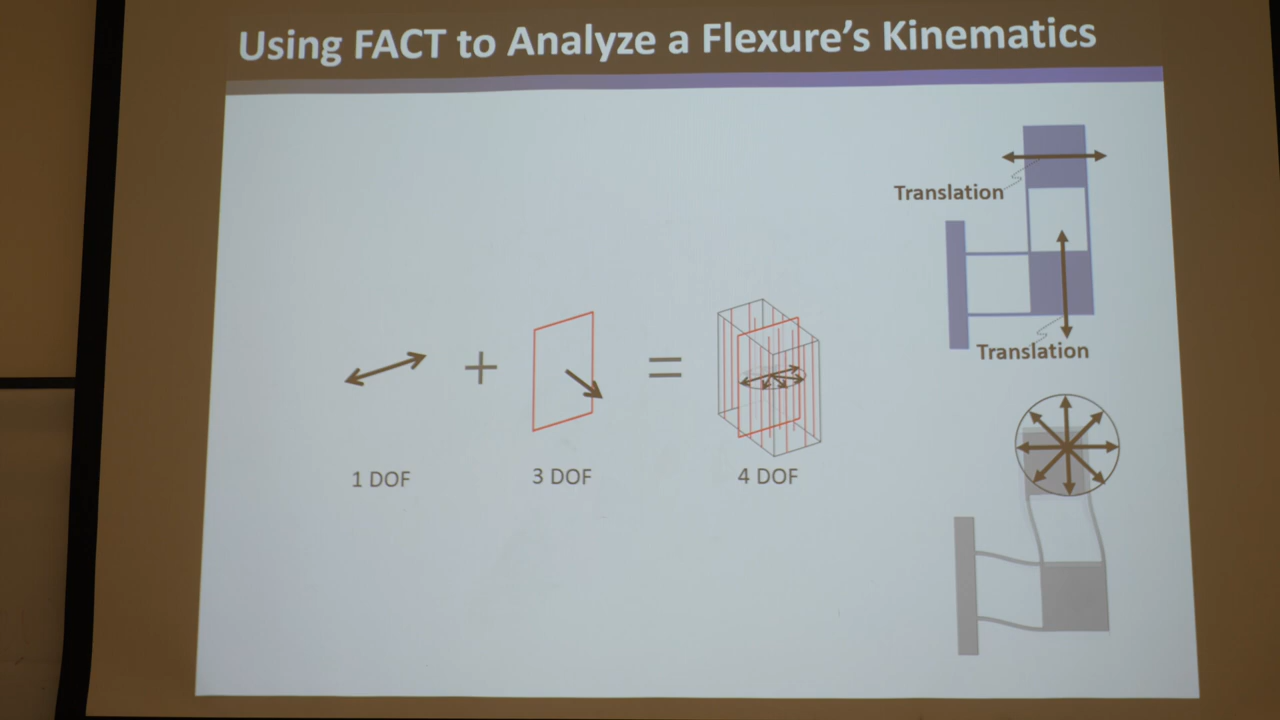 Using FACT to Analyze a Flexure's Kinematics
Translation
Translation
+
=
1 DOF
3 DOF
4 DOF